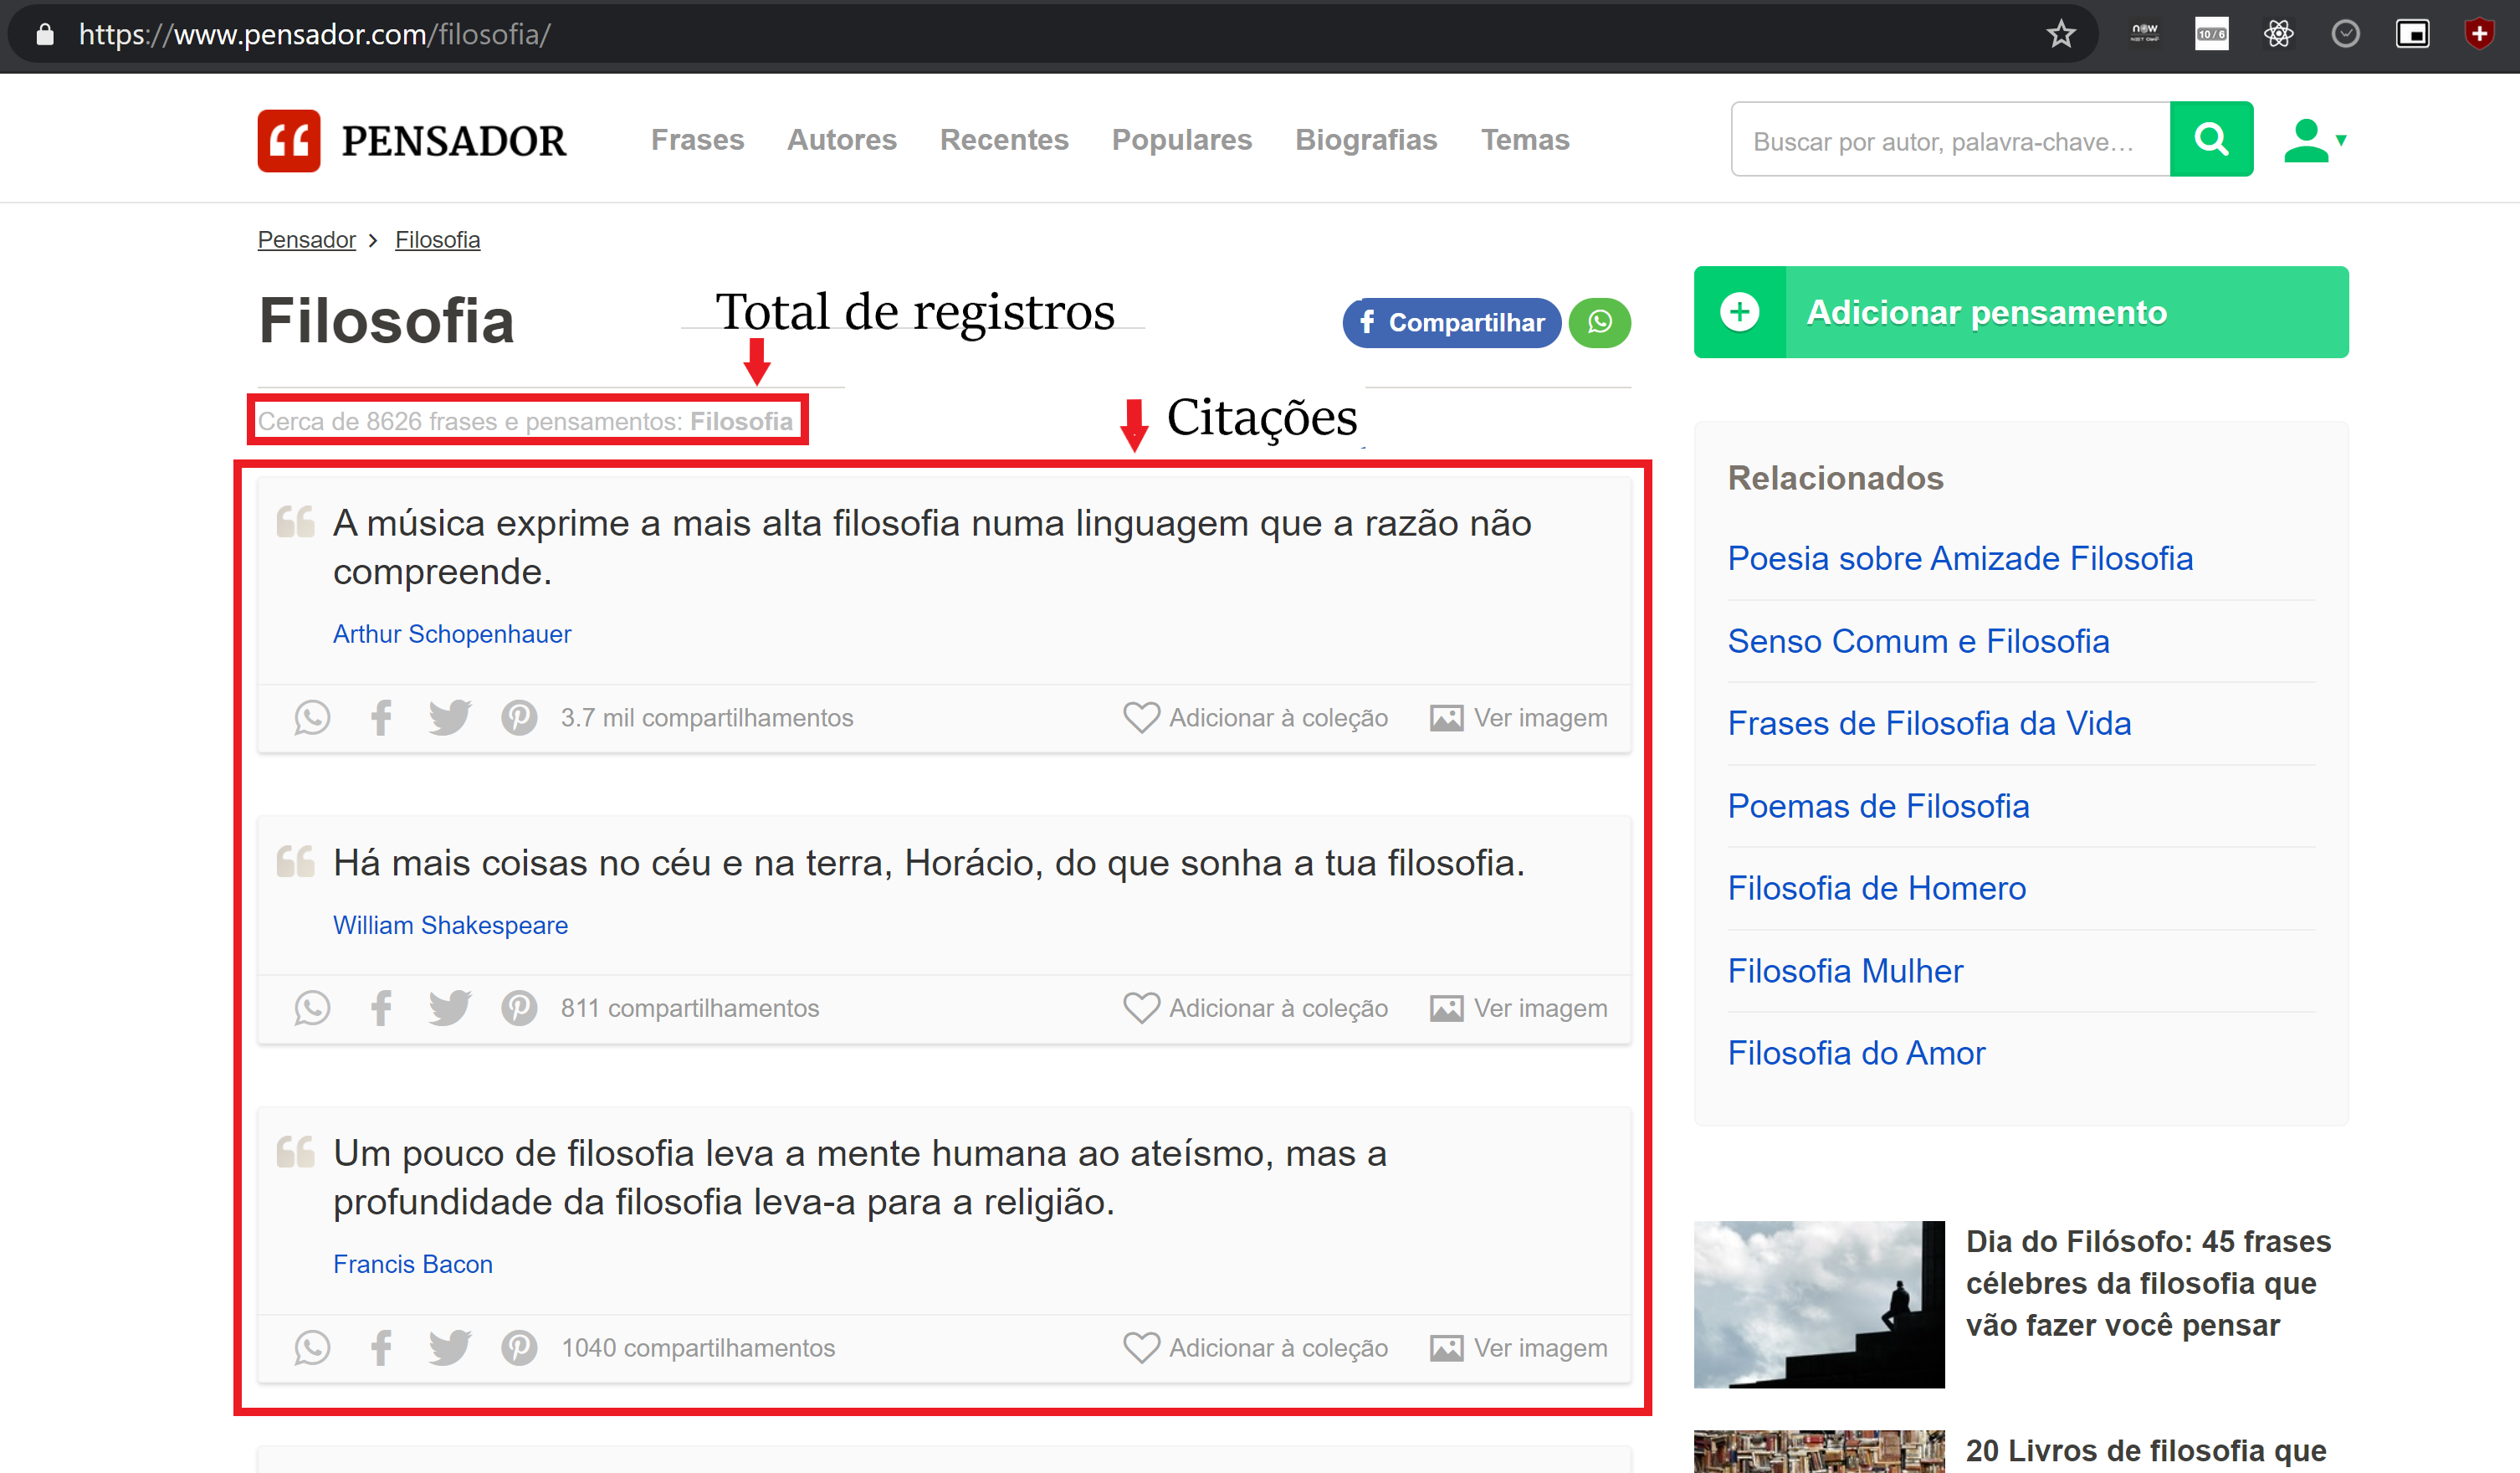 https://www.pensador.com/filosofia/
now
10 / 6
PENSADOR
Frases Autores Recentes Populares Biografias Temas
Buscar por autor, palavra-chave...
Pensador > Filosofia
Filosofia
Total de registros
Compartilhar
Cerca de 8626 frases e pensamentos: Filosofia
Citações
A música exprime a mais alta filosofia numa linguagem que a razão não
compreende.
Arthur Schopenhauer
3.7 mil compartilhamentos Adicionar à coleção Ver imagem
Há mais coisas no céu e na terra, Horácio, do que sonha a tua filosofia.
William Shakespeare
811 compartilhamentos Adicionar à coleção Ver imagem
Um pouco de filosofia leva a mente humana ao ateísmo, mas a
profundidade da filosofia leva-a para a religião.
Francis Bacon
1040 compartilhamentos Adicionar à coleção Ver imagem
Adicionar pensamento
Relacionados
Poesia sobre Amizade Filosofia
Senso Comum e Filosofia
Frases de Filosofia da Vida
Poemas de Filosofia
Filosofia de Homero
Filosofia Mulher
Filosofia do Amor
Dia do Filósofo: 45 frases
célebres da filosofia que
vão fazer você pensar
20 Livros de filosofia que